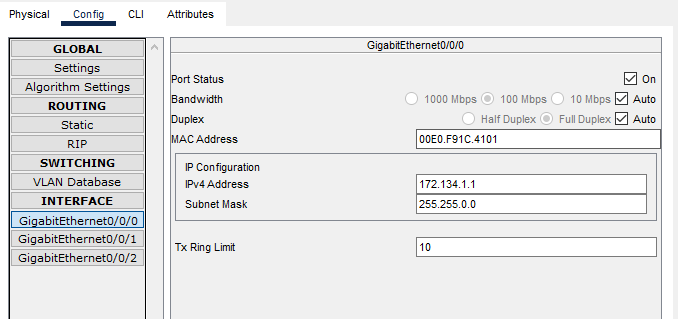 Physical Config CLI Attributes
GLOBAL
Settings
Algorithm Settings
ROUTING
Static
RIP
SWITCHING
VLAN Database
INTERFACE
GigabitEthernet0/0/0
GigabitEthernet0/0/1
GigabitEthernet0/0/2
GigabitEthernet0/0/0
Port Status On
Bandwidth 1000 Mbps 100 Mbps 10 Mbps Auto
Duplex Half Duplex Full Duplex Auto
MAC Address 00E0.F91C.4101
IP Configuration
IPv4 Address 172.134.1.1
Subnet Mask 255.255.0.0
Tx Ring Limit 10